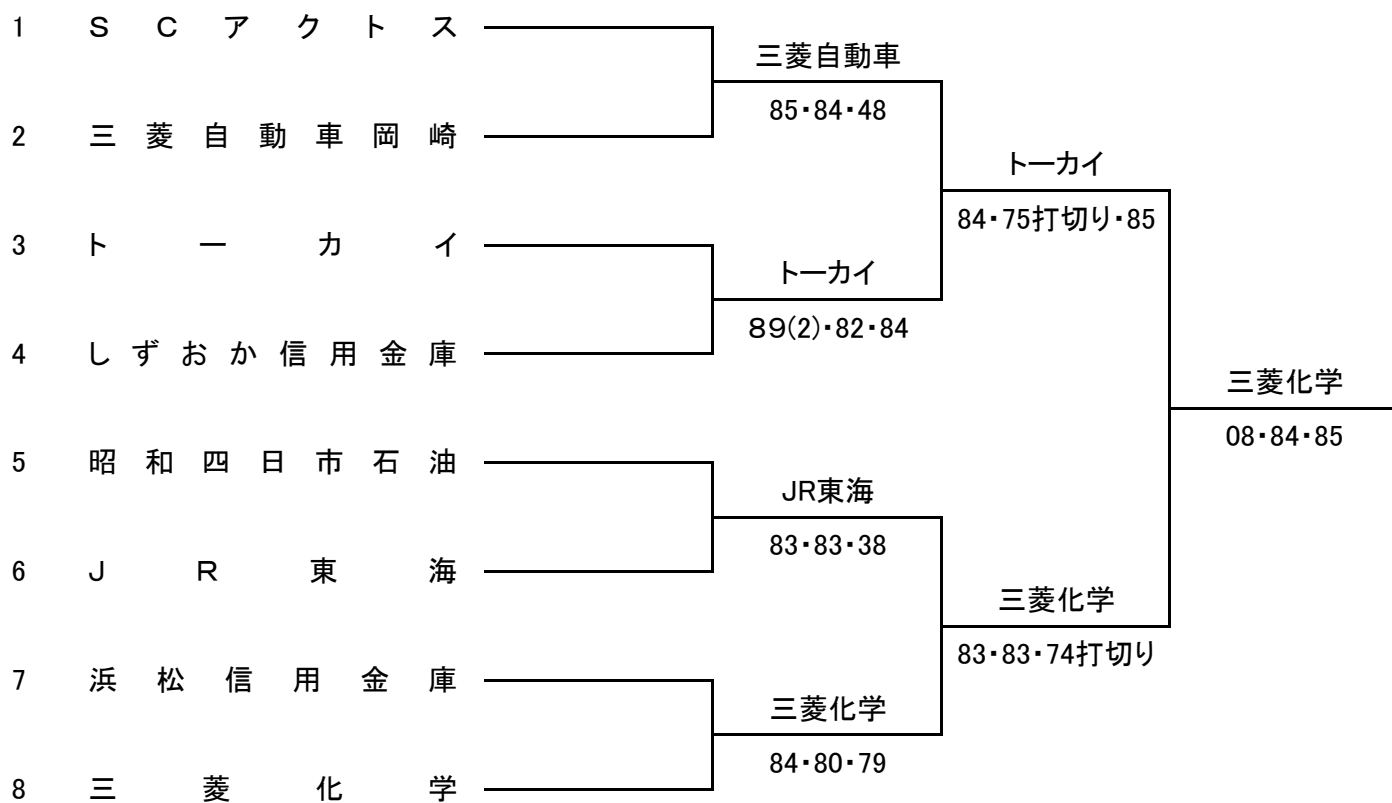 1 SCアクトス
三菱自動車
85・84・48
2 三菱自動車岡崎
トーカイ
84・75打切り・85
3 トーカイ
トーカイ
89(2)・82・84
4 しずおか信用金庫
三菱化学
08・84・85
5 昭和四日市石油
JR東海
83・83・38
6 JR東海
三菱化学
83・83・74打切り
7 浜松信用金庫
三菱化学
84・80・79
8 三菱化学